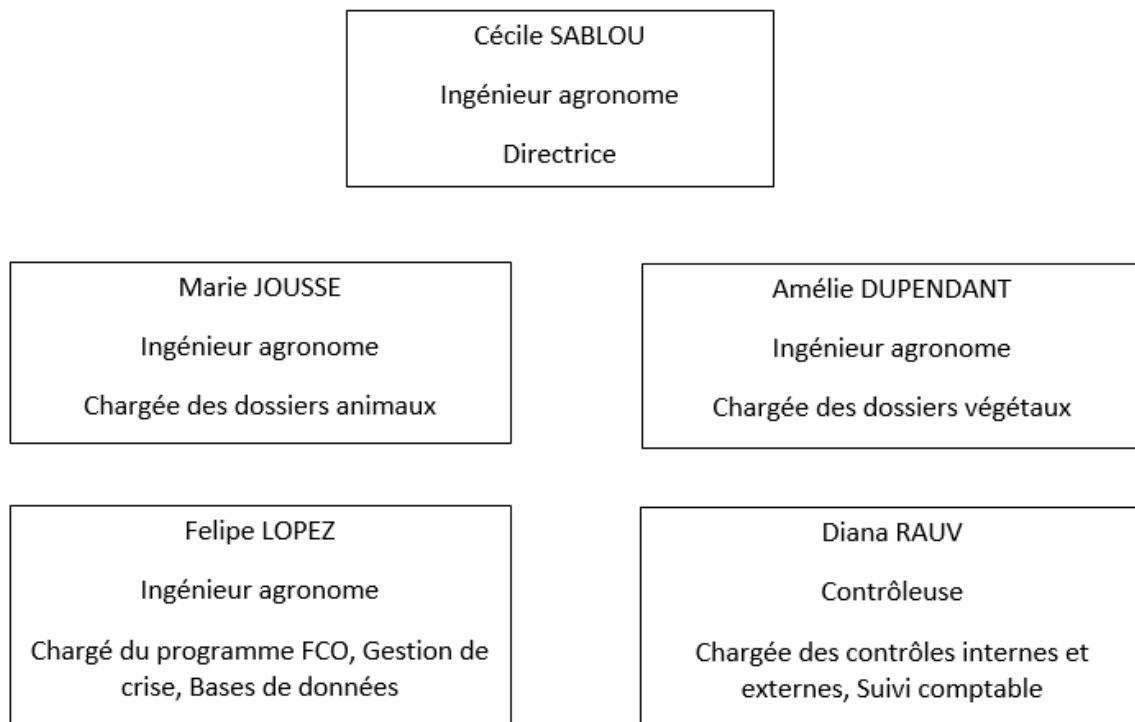 Cécile SABLOU
Ingénieur agronome
Directrice
Marie JOUSSE
Ingénieur agronome
Chargée des dossiers animaux
Amélie DUPENDANT
Ingénieur agronome
Chargée des dossiers végétaux
Felipe LOPEZ
Ingénieur agronome
Chargé du programme FCO, Gestion de
crise, Bases de données
Diana RAUV
Contrôleuse
Chargée des contrôles internes et
externes, Suivi comptable